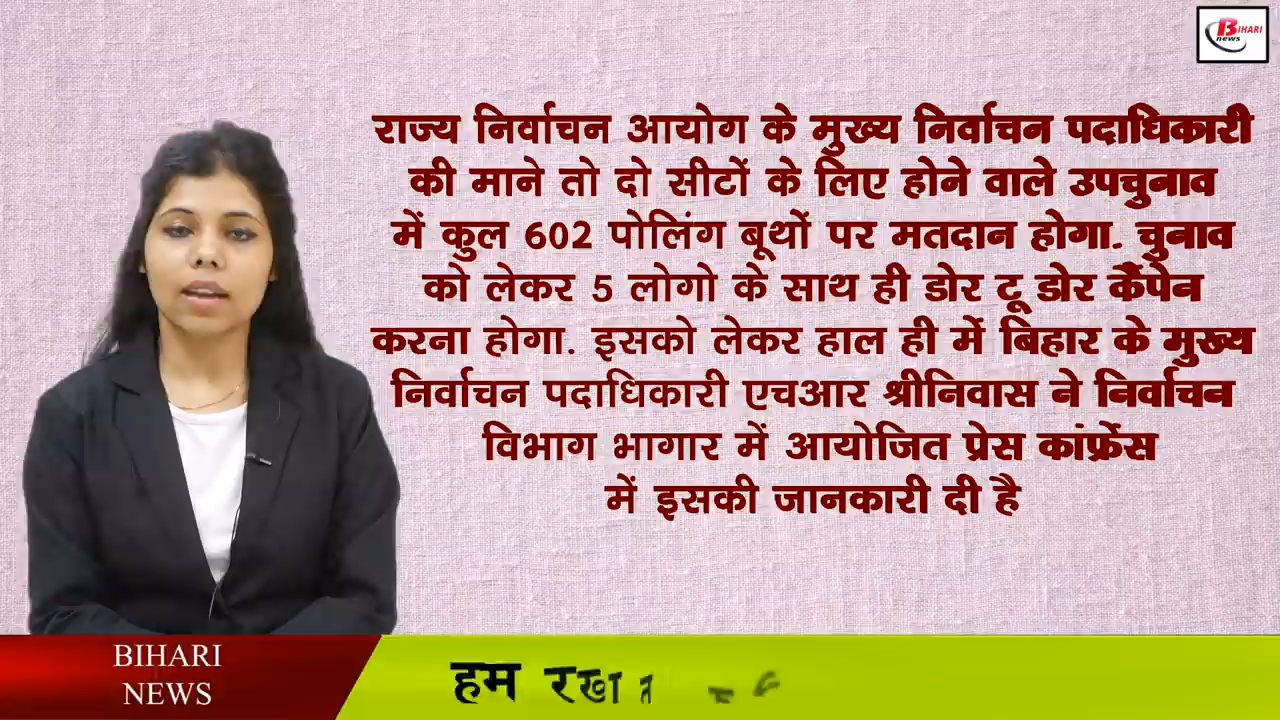 BIHARI
news
राज्य निर्वाचन आयोग के मुख्य निर्वाचन पदाधिकारी
की माने तो दो सीटों के लिए होने वाले उपचुनाव
में कुल 602 पोलिंग बूथों पर मतदान होगा. चुनाव
को लेकर 5 लोगो के साथ ही डोर टू डोर कैंपेन
करना होगा. इसको लेकर हाल ही में बिहार के मुख्य
निर्वाचन पदाधिकारी एचआर श्रीनिवास ने निर्वाचन
विभाग भागार में आयोजित प्रेस कांफ्रेंस
में इसकी जानकारी दी है
BIHARI
NEWS
हम